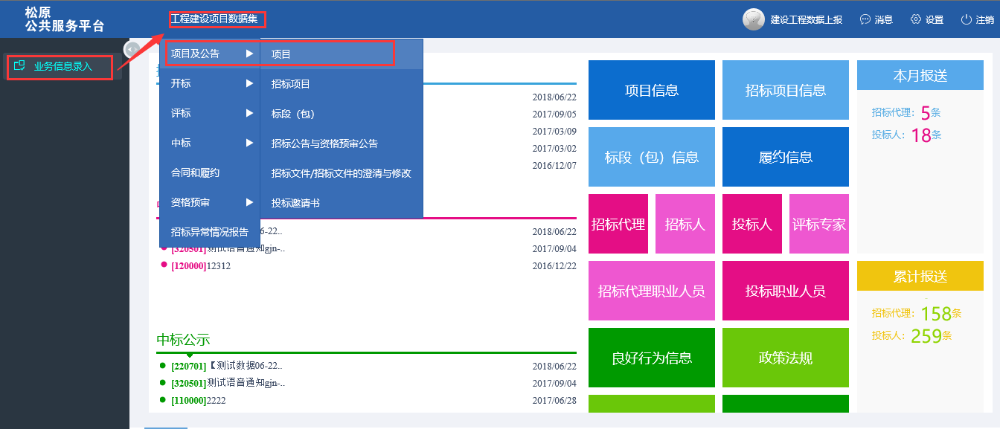 松原
公共服务平台
工程建设项目数据集
建设工程数据上报
消息
设置
注销
业务信息录入
项目及公告
开标
评标
中标
合同和履约
资格预审
招标异常情况报告
项目
招标项目
标段（包）
招标公告与资格预审公告
招标文件/招标文件的澄清与修改
投标邀请书
2018/06/22
2017/09/05
2017/03/09
2017/03/02
2016/12/07
6-22.. 2018/06/22
[320501]测试语音通知gjn-.. 2017/09/04
[120000]12312 2016/12/22
中标公示
[220701]【测试数据06-22.. 2018/06/22
[320501]测试语音通知gjn-.. 2017/09/04
[110000]2222 2017/06/28
项目信息
招标项目信息
标段（包）信息
履约信息
招标代理
招标人
投标人
评标专家
招标代理职业人员
投标职业人员
良好行为信息
政策法规
本月报送
招标代理：5条
投标人：18条
累计报送
招标代理：158条
投标人：259条